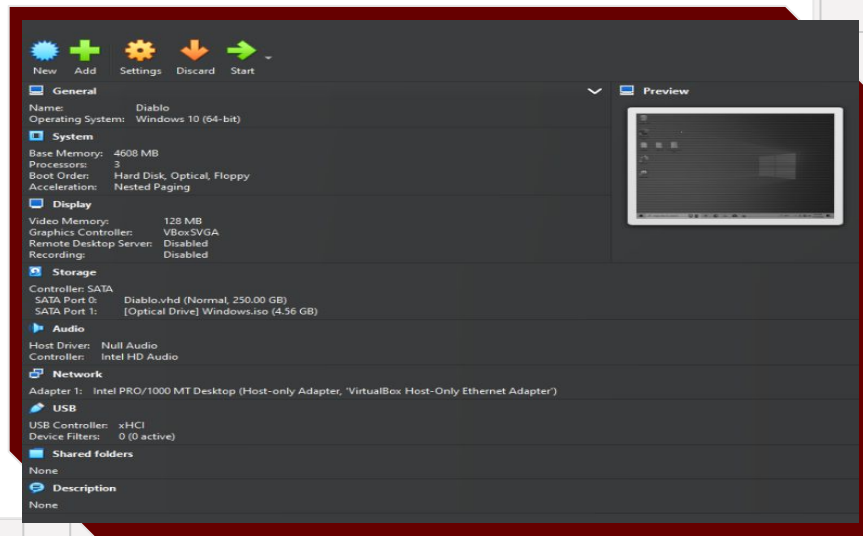 New Add Settings Discard Start
General
Name: Diablo
Operating System: Windows 10 (64-bit)
System
Base Memory: 4608 MB
Processors: 3
Boot Order: Hard Disk, Optical, Floppy
Acceleration: Nested Paging
Display
Video Memory: 128 MB
Graphics Controller: VBoxSVGA
Remote Desktop Server: Disabled
Recording: Disabled
Storage
Controller: SATA
SATA Port 0: Diablo.vhd (Normal, 250.00 GB)
SATA Port 1: [Optical Drive] Windows.iso (4.56 GB)
Audio
Host Driver: Null Audio
Controller: Intel HD Audio
Network
Adapter 1: Intel PRO/1000 MT Desktop (Host-only Adapter, 'VirtualBox Host-Only Ethernet Adapter')
USB
USB Controller: xHCI
Device Filters: 0 (0 active)
Shared folders
None
Description
None
Preview